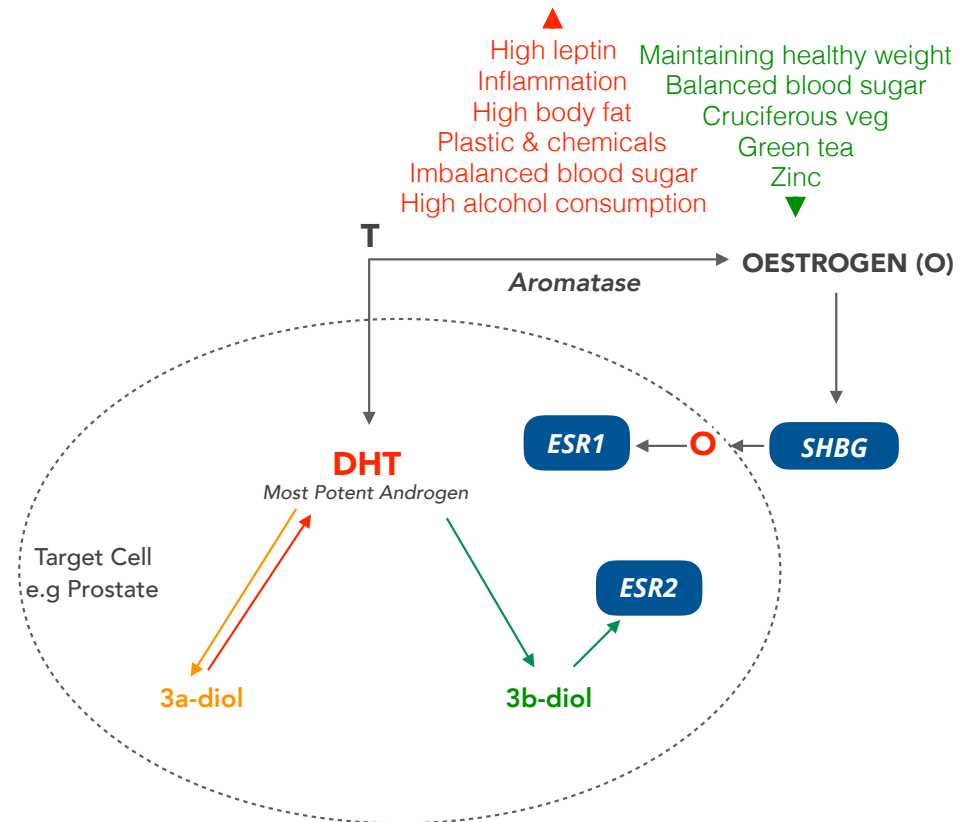 High leptin
Inflammation
High body fat
Plastic & chemicals
Imbalanced blood sugar
High alcohol consumption
Maintaining healthy weight
Balanced blood sugar
Cruciferous veg
Green tea
Zinc
T
Aromatase
OESTROGEN (O)
ESR1
O
SHBG
DHT
Most Potent Androgen
Target Cell
e.g Prostate
ESR2
3a-diol
3b-diol